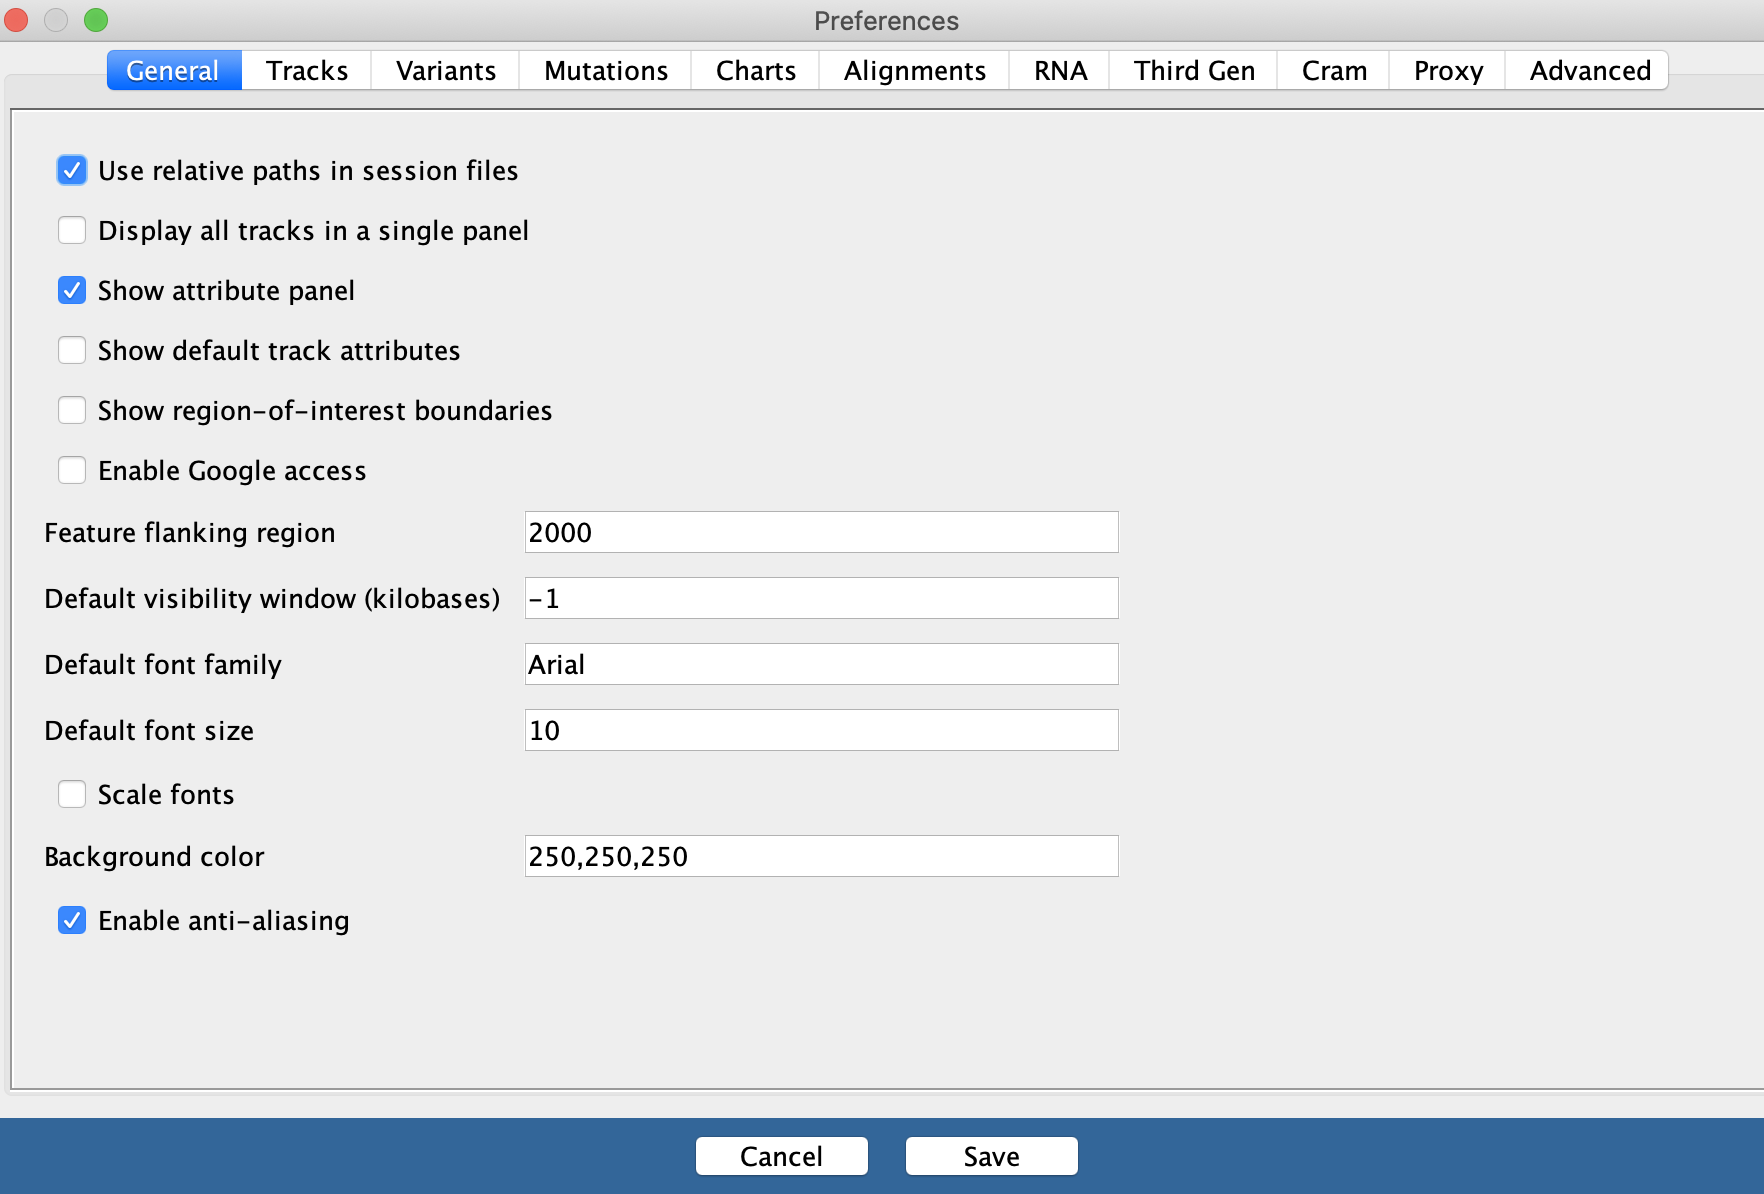 Preferences
General Tracks Variants Mutations Charts Alignments RNA Third Gen Cram Proxy Advanced
Use relative paths in session files
Display all tracks in a single panel
Show attribute panel
Show default track attributes
Show region-of-interest boundaries
Enable Google access
Feature flanking region 2000
Default visibility window (kilobases) -1
Default font family Arial
Default font size 10
Scale fonts
Background color 250,250,250
Enable anti-aliasing
Cancel Save